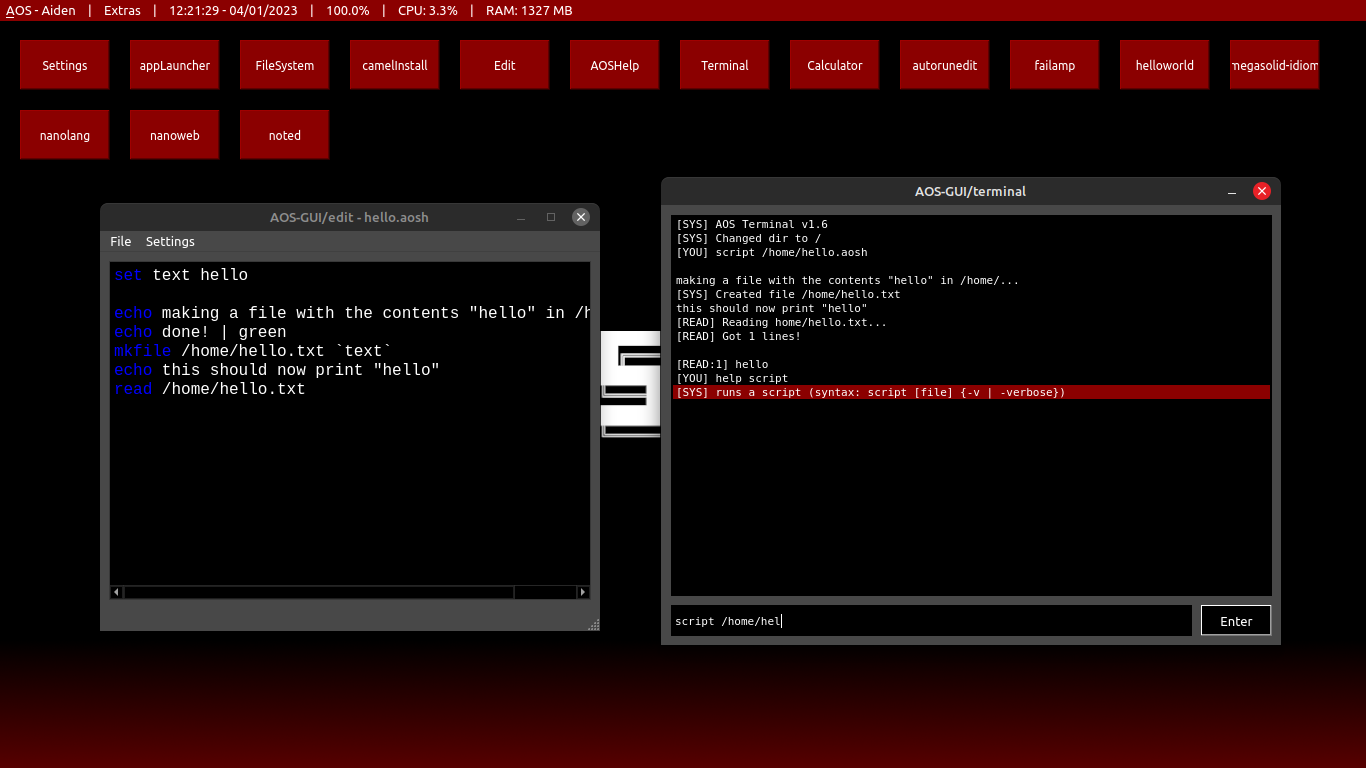 AOS - Aiden | Extras | 12:21:29 - 04/01/2023 | 100.0% | CPU: 3.3% | RAM: 1327 MB
Settings appLauncher FileSystem camelInstall Edit AOSHelp Terminal Calculator autorunedit failamp helloworld megasolid-idiom
nanolang nanoweb noted
AOS-GUI/edit - hello.aosh
File Settings
set text hello
echo making a file with the contents "hello" in /h
echo done! | green
mkfile /home/hello.txt `text`
echo this should now print "hello"
read /home/hello.txt
S
AOS-GUI/terminal
[SYS] AOS Terminal v1.6
[SYS] Changed dir to /
[YOU] script /home/hello.aosh
making a file with the contents "hello" in /home/...
[SYS] Created file /home/hello.txt
this should now print "hello"
[READ] Reading home/hello.txt...
[READ] Got 1 lines!
[READ:1] hello
[YOU] help script
[SYS] runs a script (syntax: script [file] {-v | -verbose})
script /home/hel
Enter